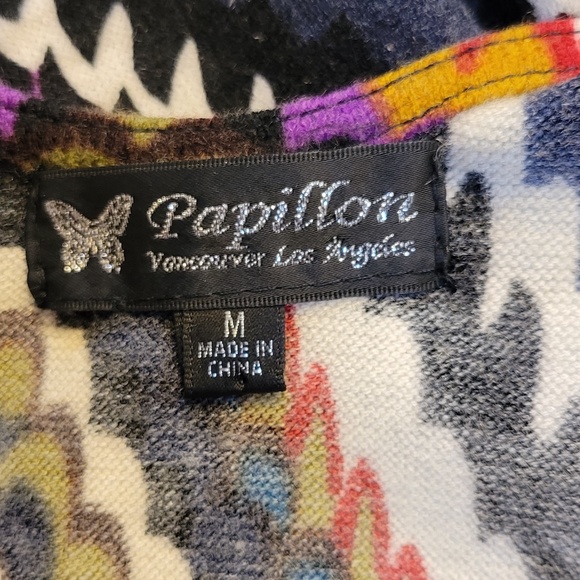 Papillon
Vancouver Los Angeles
M
MADE IN
CHINA